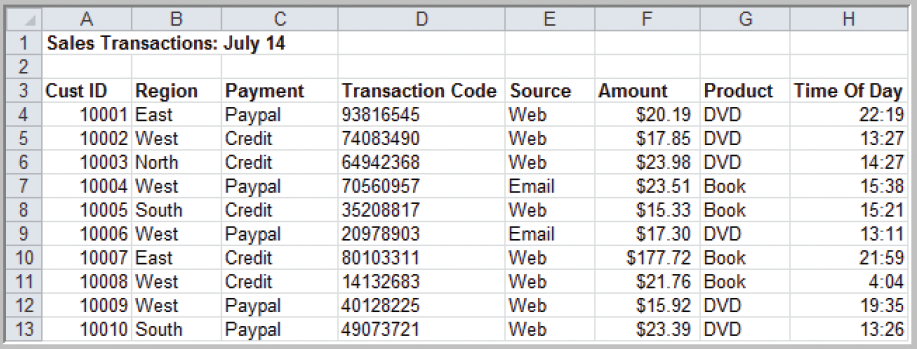 A B C D E F G H
1 Sales Transactions: July 14
2
3 Cust ID Region Payment Transaction Code Source Amount Product Time Of Day
4 10001 East Paypal 93816545 Web $20.19 DVD 22:19
5 10002 West Credit 74083490 Web $17.85 DVD 13:27
6 10003 North Credit 64942368 Web $23.98 DVD 14:27
7 10004 West Paypal 70560957 Email $23.51 Book 15:38
8 10005 South Credit 35208817 Web $15.33 Book 15:21
9 10006 West Paypal 20978903 Email $17.30 DVD 13:11
10 10007 East Credit 80103311 Web $177.72 Book 21:59
11 10008 West Credit 14132683 Web $21.76 Book 4:04
12 10009 West Paypal 40128225 Web $15.92 DVD 19:35
13 10010 South Paypal 49073721 Web $23.39 DVD 13:26